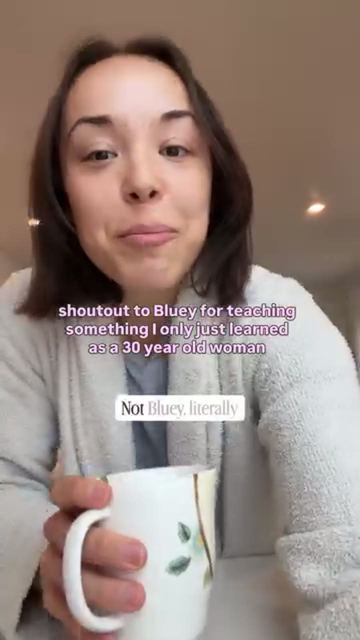 shoutout to Bluey for teaching
something I only just learned
as a 30 year old woman
Not Bluey, literally